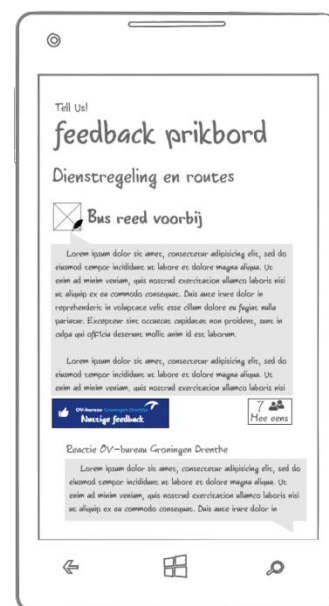 Tell Us!
feedback prikbord
Dienstregeling en routes
Bus reed voorbij
Lorem ipsum dolor sit amet, consectetur adipisicing elit, sed do
eiusmod tempor incididunt ut labore et dolore magna aliqua. Ut
enim ad minim veniam, quis nostrud exercitation ullamco laboris nisi
ut aliquip ex ea commodo consequat. Duis aute irure dolor in
reprehenderit in voluptate velit esse cillum dolore eu fugiat nulla
pariatur. Excepteur sint occaecat cupidatat non proident, sunt in
culpa qui officia deserunt mollit anim id est laborum.
Lorem ipsum dolor sit amet, consectetur adipisicing elit, sed do
eiusmod tempor incididunt ut labore et dolore magna aliqua. Ut
enim ad minim veniam, quis nostrud exercitation ullamco laboris nisi
OV-bureau Groningen Drenthe
Nuttige feedback
7
Mee eens
Reactie OV-bureau Groningen Drenthe
Lorem ipsum dolor sit amet, consectetur adipisicing elit, sed do
eiusmod tempor incididunt ut labore et dolore magna aliqua. Ut
enim ad minim veniam, quis nostrud exercitation ullamco laboris nisi
ut aliquip ex ea commodo consequat. Duis aute irure dolor in